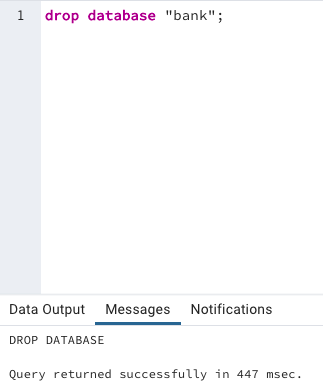 1 drop database "bank";
Data Output Messages Notifications
DROP DATABASE
Query returned successfully in 447 msec.